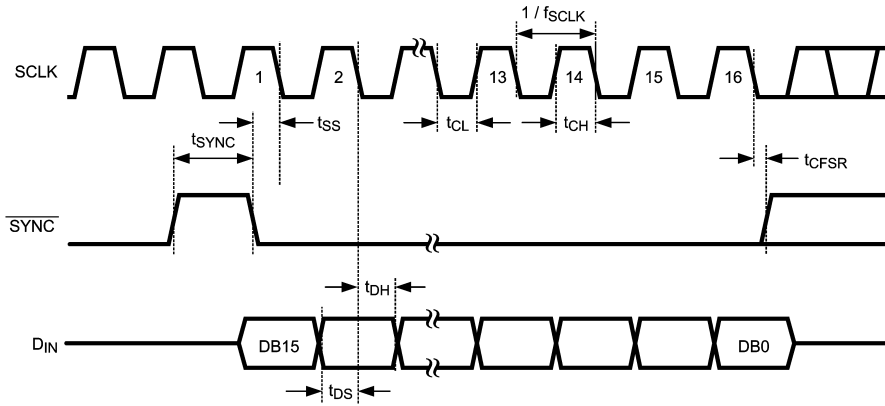 1 / fSCLK
SCLK
1 2 13 14 15 16
tSYNC
tSS
tCL
tCH
tCFSR
SYNC
tDH
DIN
DB15 DB0
tDS